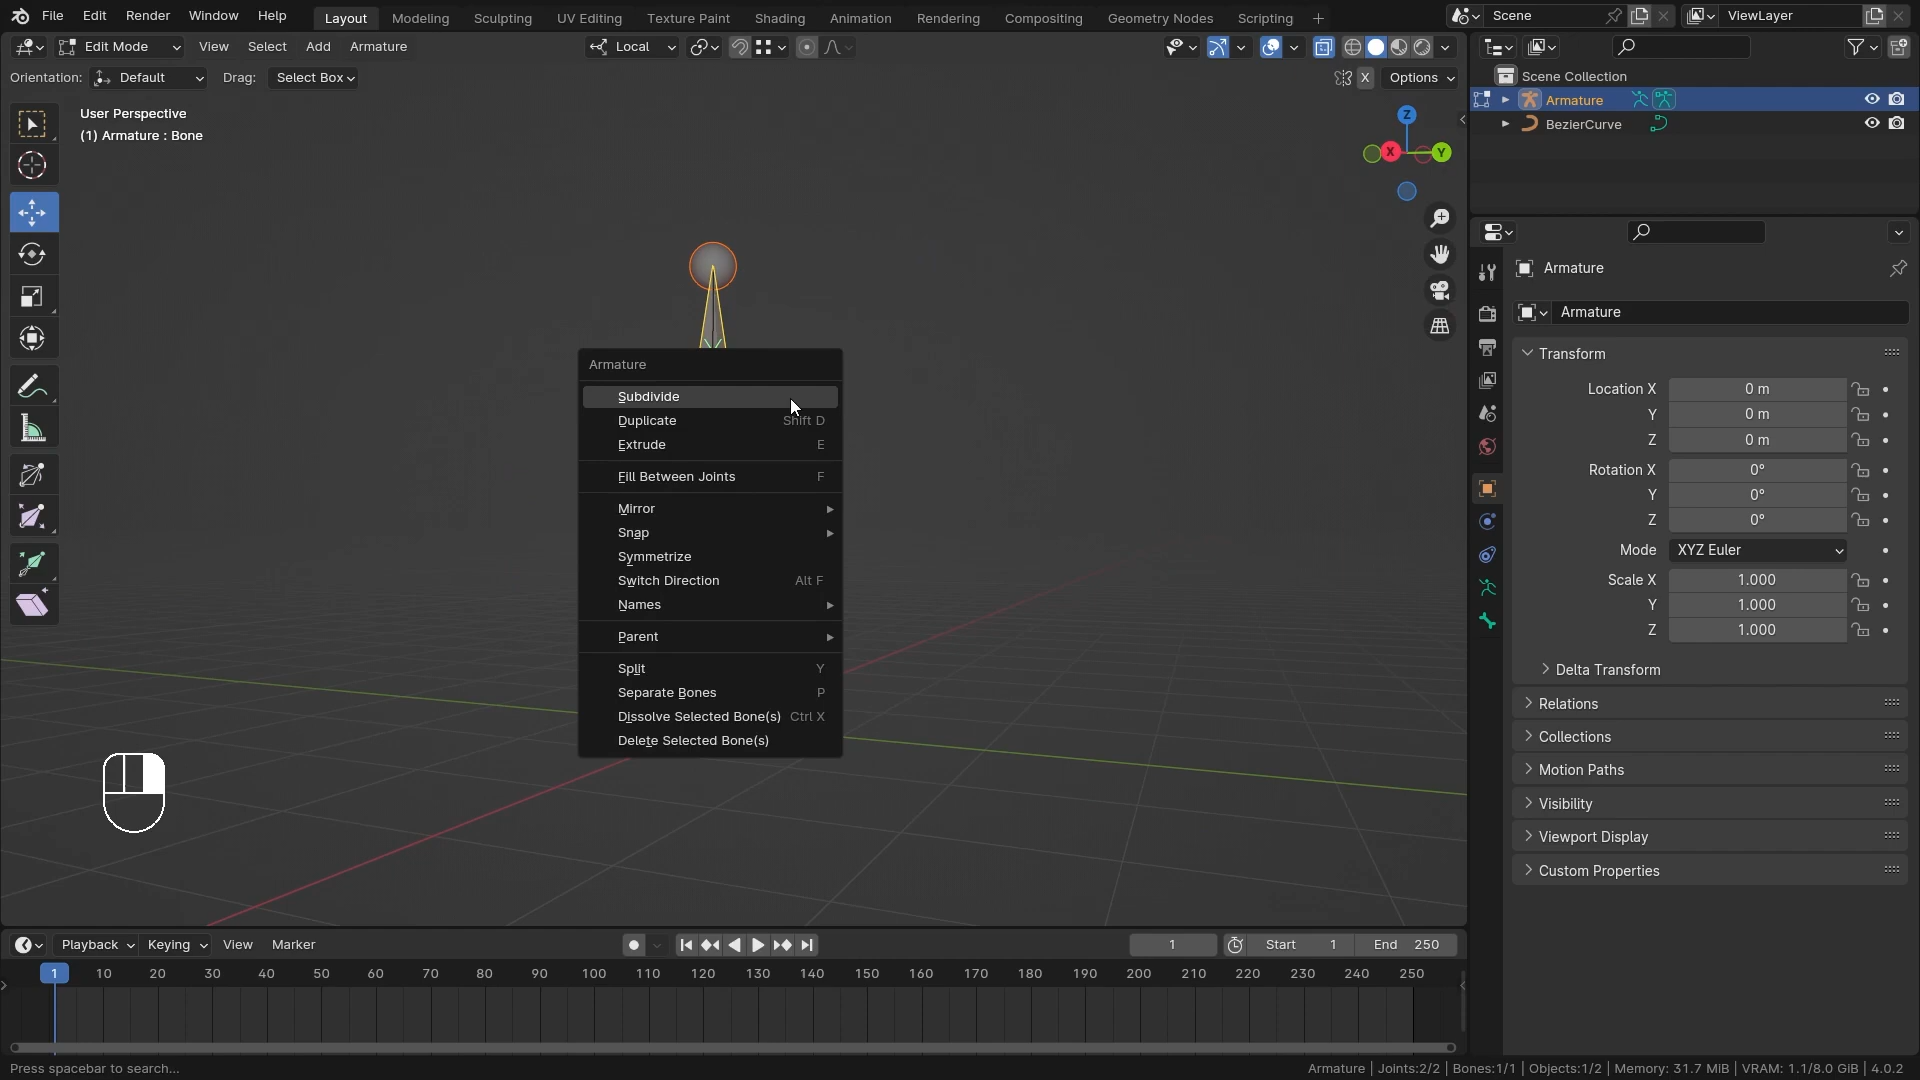 File Edit Render Window Help Layout Modeling Sculpting UV Editing Texture Paint Shading Animation Rendering Compositing Geometry Nodes Scripting + Scene ViewLayer
Edit Mode View Select Add Armature Local
Orientation: Default Drag: Select Box X Options
User Perspective
(1) Armature : Bone
Z
X
Y
Armature
Subdivide
Duplicate Shift D
Extrude E
Fill Between Joints F
Mirror
Snap
Symmetrize
Switch Direction Alt F
Names
Parent
Split Y
Separate Bones P
Dissolve Selected Bone(s) Ctrl X
Delete Selected Bone(s)
Scene Collection
Armature
BezierCurve
Armature
Armature
Transform
Location X 0 m
Y 0 m
Z 0 m
Rotation X 0°
Y 0°
Z 0°
Mode XYZ Euler
Scale X 1.000
Y 1.000
Z 1.000
Delta Transform
Relations
Collections
Motion Paths
Visibility
Viewport Display
Custom Properties
Playback Keying View Marker 1 Start 1 End 250
1 10 20 30 40 50 60 70 80 90 100 110 120 130 140 150 160 170 180 190 200 210 220 230 240 250
Press spacebar to search...
Armature | Joints:2/2 | Bones:1/1 | Objects:1/2 | Memory: 31.7 MiB | VRAM: 1.1/8.0 GiB | 4.0.2